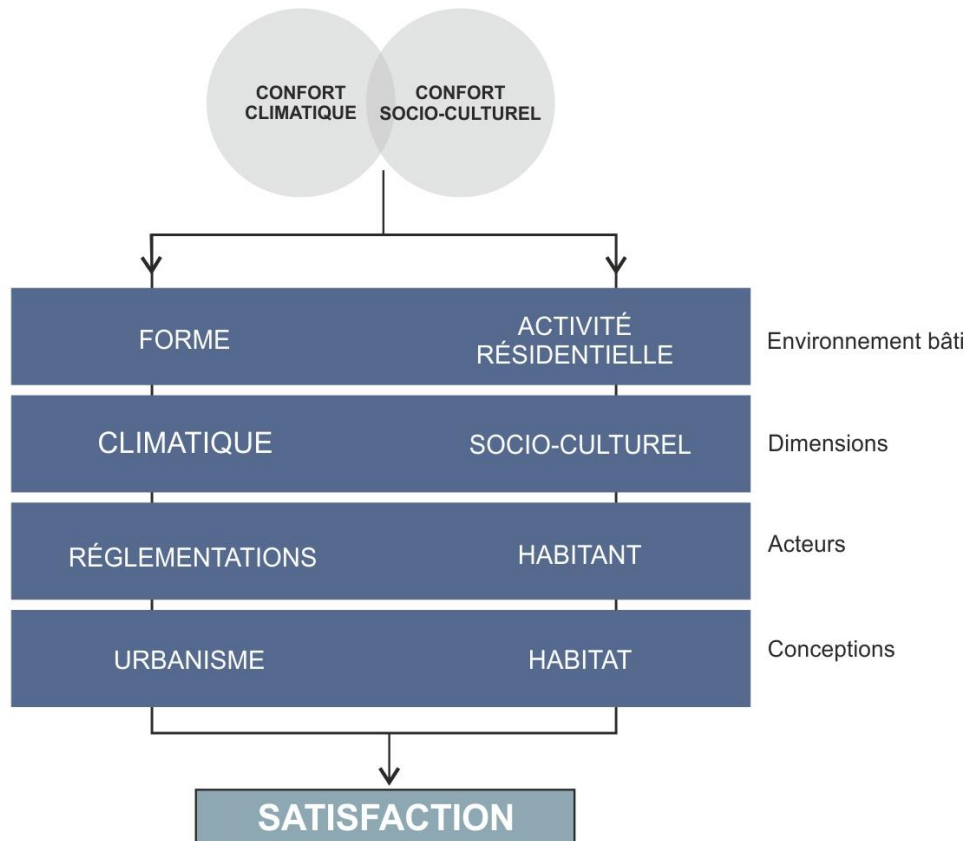 CONFORT
CLIMATIQUE
CONFORT
SOCIO-CULTUREL
FORME
ACTIVITÉ
RÉSIDENTIELLE
Environnement bâti
CLIMATIQUE
SOCIO-CULTUREL
Dimensions
RÉGLEMENTATIONS
HABITANT
Acteurs
URBANISME
HABITAT
Conceptions
SATISFACTION